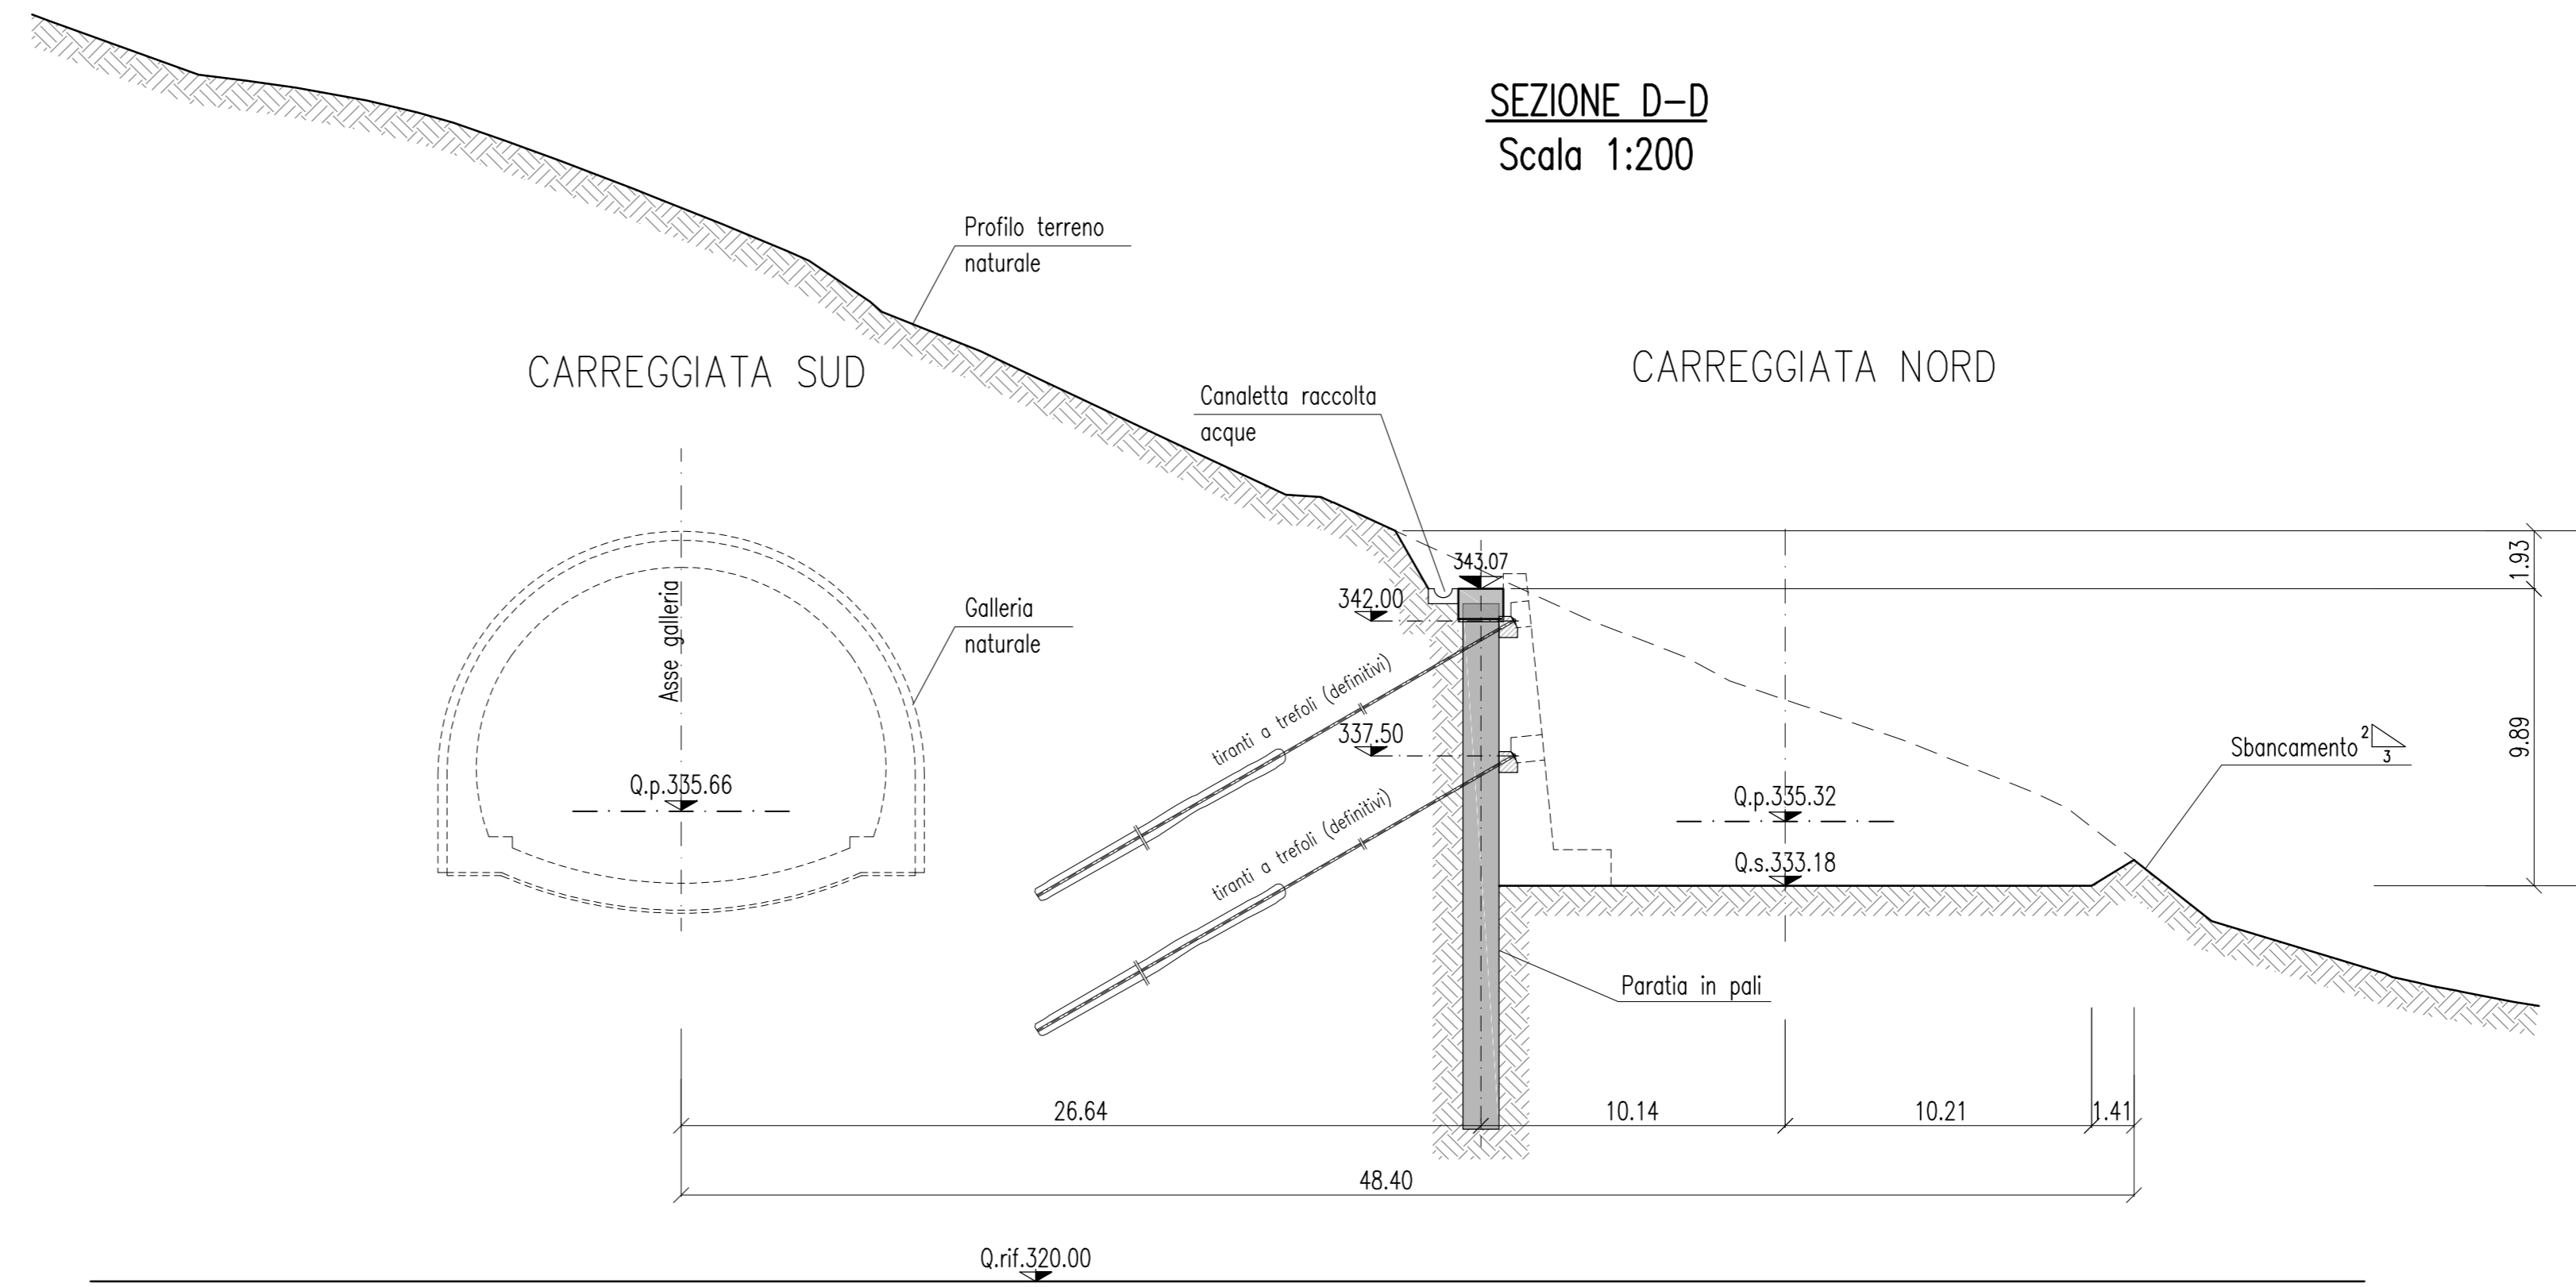 SEZIONE D-D
Scala 1:200
Profilo terreno
naturale
CARREGGIATA SUD
CARREGGIATA NORD
Canaletta raccolta
acque
343.07
342.00
1.93
Asse galleria
Galleria
naturale
tiranti a trefoli (definitivi)
337.50
9.89
Sbancamento
2
3
Q.p.335.66
Q.p.335.32
tiranti a trefoli (definitivi)
Q.s.333.18
Paratia in pali
26.64
10.14
10.21
1.41
48.40
Q.rif.320.00